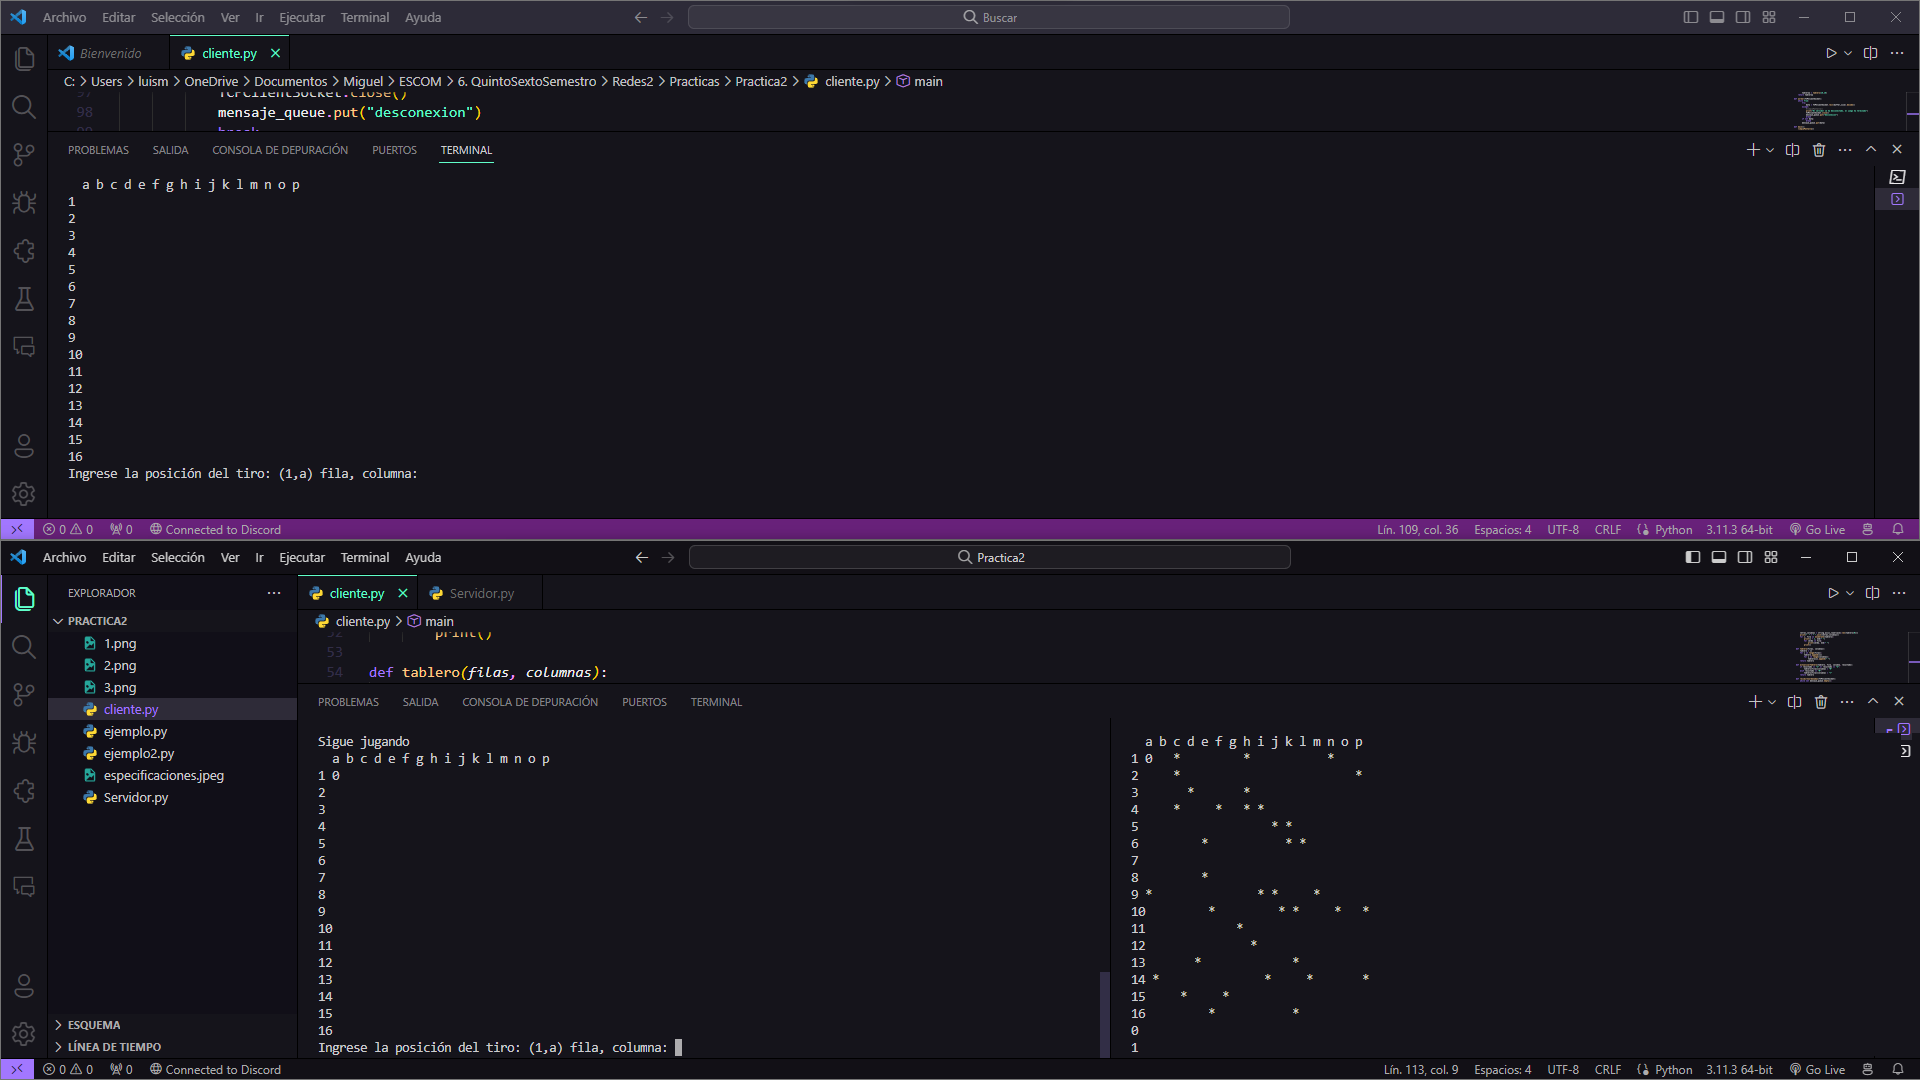 Archivo Editar Selección Ver Ir Ejecutar Terminal Ayuda Buscar
Bienvenido cliente.py
C: > Users > luism > OneDrive > Documentos > Miguel > ESCOM > 6. QuintoSextoSemestro > Redes2 > Practicas > Practica2 > cliente.py > main
97 TCPClientSocket.close()
98 mensaje_queue.put("desconexion")
99 break
PROBLEMAS SALIDA CONSOLA DE DEPURACIÓN PUERTOS TERMINAL
a b c d e f g h i j k l m n o p
1
2
3
4
5
6
7
8
9
10
11
12
13
14
15
16
Ingrese la posición del tiro: (1,a) fila, columna:
0 0 0 Connected to Discord Lín. 109, col. 36 Espacios: 4 UTF-8 CRLF Python 3.11.3 64-bit Go Live
Archivo Editar Selección Ver Ir Ejecutar Terminal Ayuda Practica2
EXPLORADOR
PRACTICA2
1.png
2.png
3.png
cliente.py
ejemplo.py
ejemplo2.py
especificaciones.jpeg
Servidor.py
ESQUEMA
LÍNEA DE TIEMPO
cliente.py Servidor.py
cliente.py > main
52 print()
53
54 def tablero(filas, columnas):
PROBLEMAS SALIDA CONSOLA DE DEPURACIÓN PUERTOS TERMINAL
Sigue jugando
a b c d e f g h i j k l m n o p
1 0
2
3
4
5
6
7
8
9
10
11
12
13
14
15
16
Ingrese la posición del tiro: (1,a) fila, columna:
a b c d e f g h i j k l m n o p
1 0   *         *           *
2     *                         *
3       *       *
4     *     *   * *
5                   * *
6         *           * *
7
8         *
9 *               * *     *
10         *         * *     *   *
11             *
12               *
13       *             *
14 *               *     *       *
15     *     *
16         *           *
0
1
0 0 0 Connected to Discord Lín. 113, col. 9 Espacios: 4 UTF-8 CRLF Python 3.11.3 64-bit Go Live